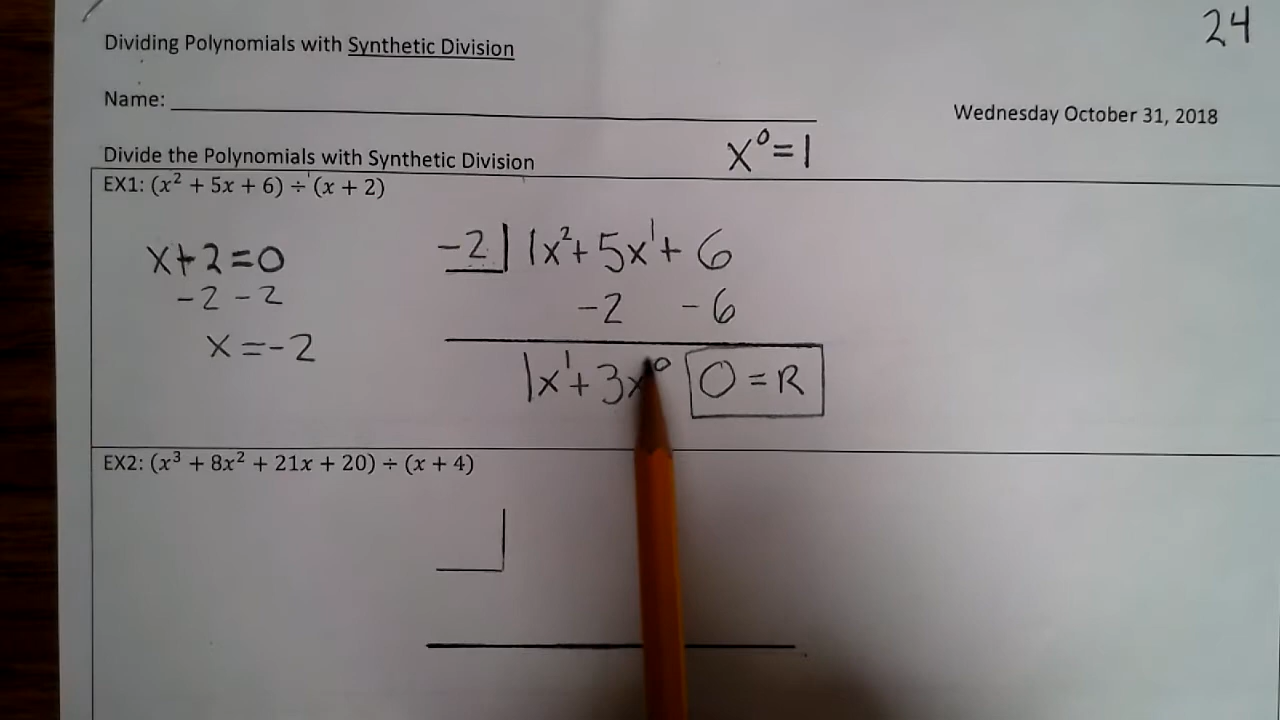 24
Dividing Polynomials with Synthetic Division
Name:
Wednesday October 31, 2018
Divide the Polynomials with Synthetic Division
x⁰=1
EX1: (x² + 5x + 6) ÷ (x + 2)
x+2=0
-2 -2
x=-2
-2| 1x²+5x¹+6
-2 -6
1x¹+3x⁰ 0=R
EX2: (x³ + 8x² + 21x + 20) ÷ (x + 4)